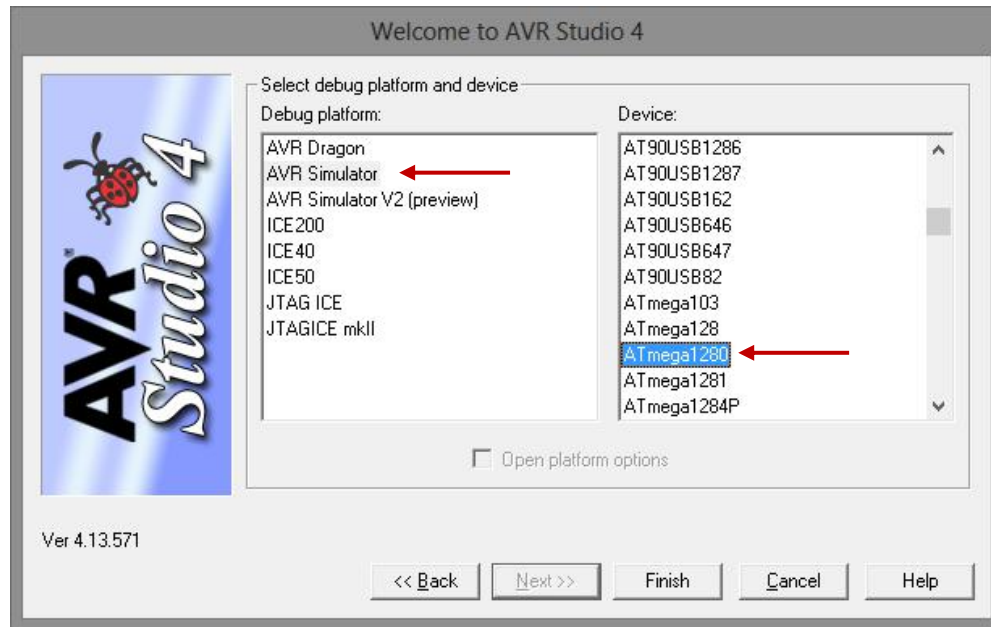 Welcome to AVR Studio 4
AVR Studio 4
Select debug platform and device
Debug platform:
AVR Dragon
AVR Simulator
AVR Simulator V2 (preview)
ICE200
ICE40
ICE50
JTAG ICE
JTAGICE mkII
Device:
AT90USB1286
AT90USB1287
AT90USB162
AT90USB646
AT90USB647
AT90USB82
ATmega103
ATmega128
ATmega1280
ATmega1281
ATmega1284P
Open platform options
Ver 4.13.571
<< Back
Next >>
Finish
Cancel
Help